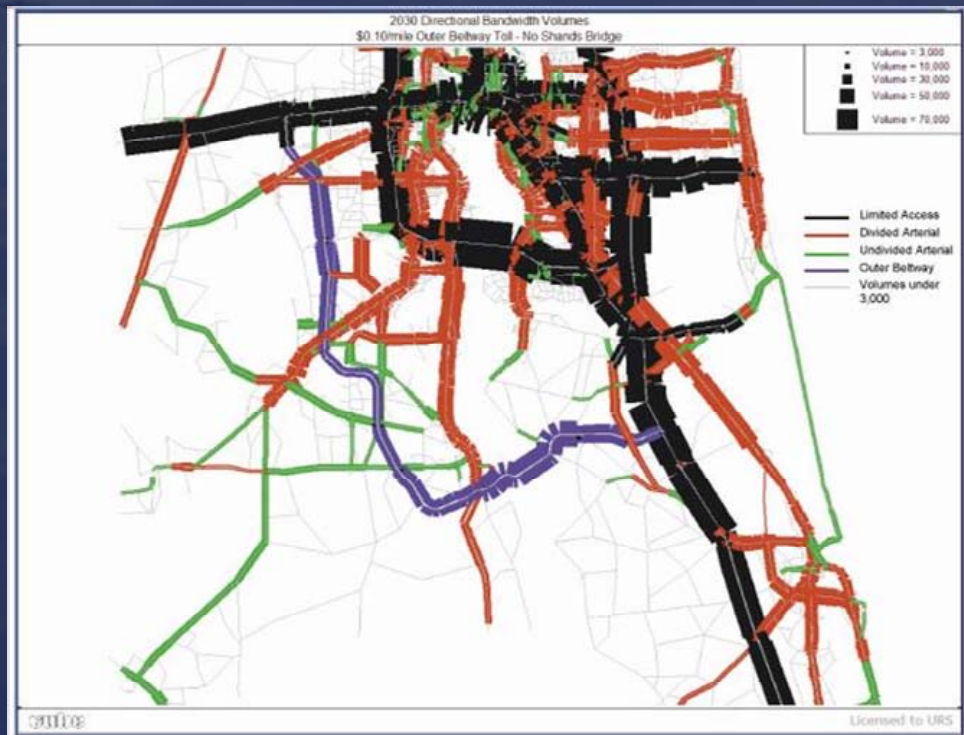 2030 Directional Bandwidth Volumes
$0.10/mile Outer Beltway Toll - No Shands Bridge
Volume = 3,000
Volume = 10,000
Volume = 30,000
Volume = 50,000
Volume = 70,000
Limited Access
Divided Arterial
Undivided Arterial
Outer Beltway
Volumes under
3,000
Licensed to URS